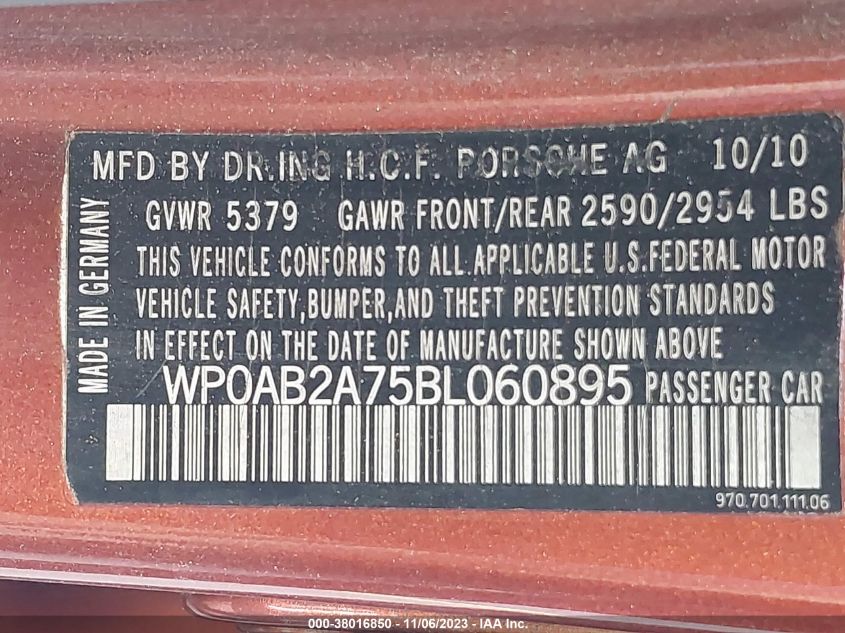 MFD BY DR.ING H.C.F. PORSCHE AG 10/10
GVWR 5379 GAWR FRONT/REAR 2590/2954 LBS
THIS VEHICLE CONFORMS TO ALL APPLICABLE U.S.FEDERAL MOTOR
VEHICLE SAFETY,BUMPER,AND THEFT PREVENTION STANDARDS
IN EFFECT ON THE DATE OF MANUFACTURE SHOWN ABOVE
WP0AB2A75BL060895 PASSENGER CAR
MADE IN GERMANY
970.701.111.06
000-38016850 - 11/06/2023 - IAA Inc.